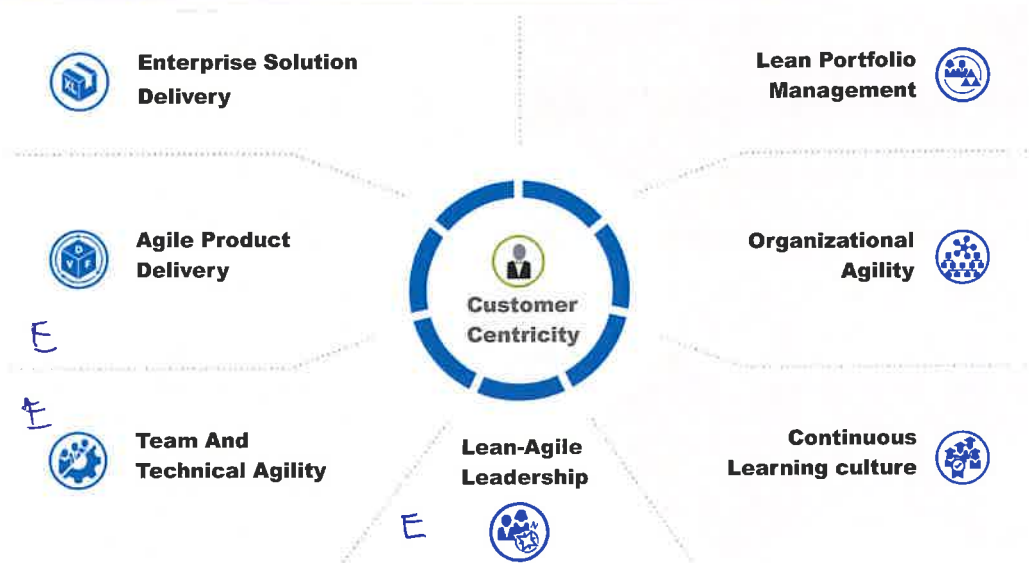 Enterprise Solution
Delivery
XL
Lean Portfolio
Management
Agile Product
Delivery
D
V F
E
Customer
Centricity
Organizational
Agility
E
Team And
Technical Agility
Lean-Agile
Leadership
E
Continuous
Learning culture